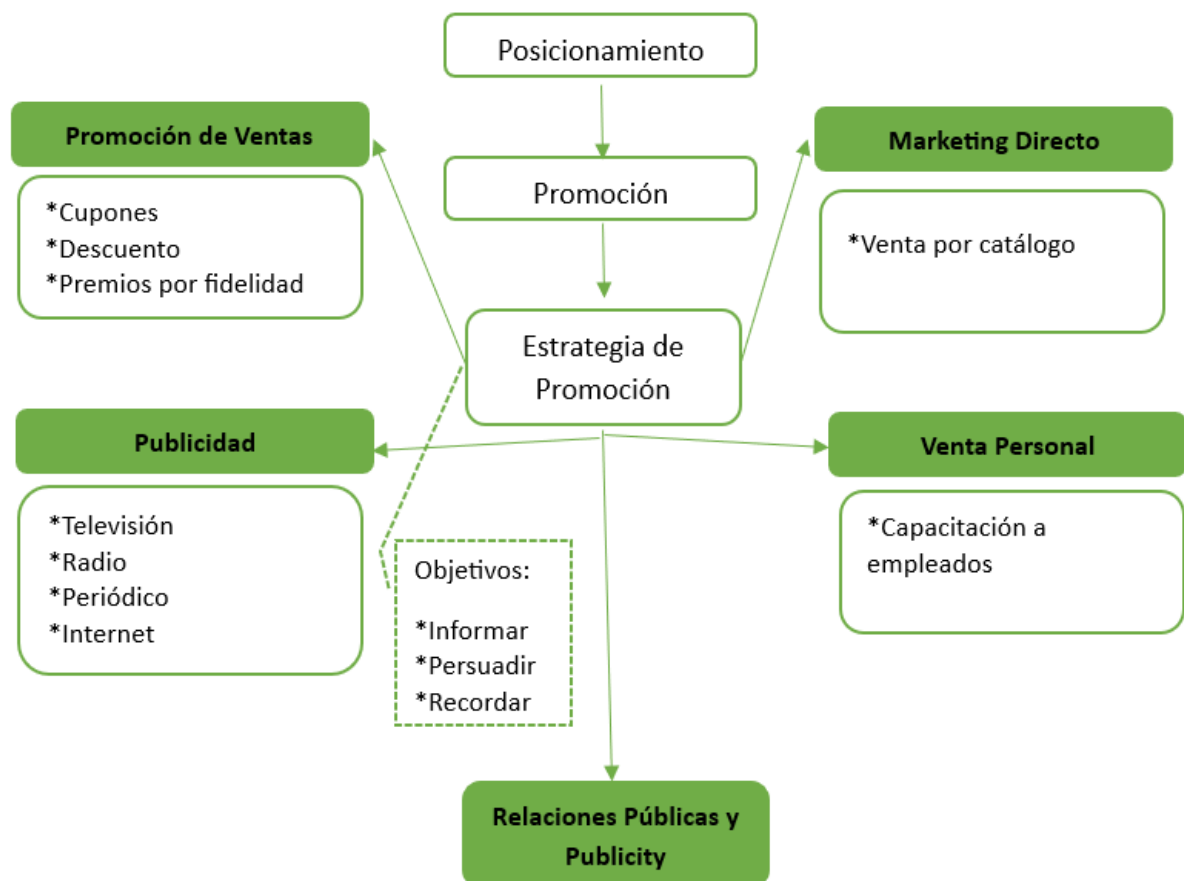 Posicionamiento
Promoción de Ventas
*Cupones
*Descuento
*Premios por fidelidad
Promoción
Marketing Directo
*Venta por catálogo
Estrategia de
Promoción
Publicidad
*Televisión
*Radio
*Periódico
*Internet
Objetivos:
*Informar
*Persuadir
*Recordar
Venta Personal
*Capacitación a
empleados
Relaciones Públicas y
Publicity